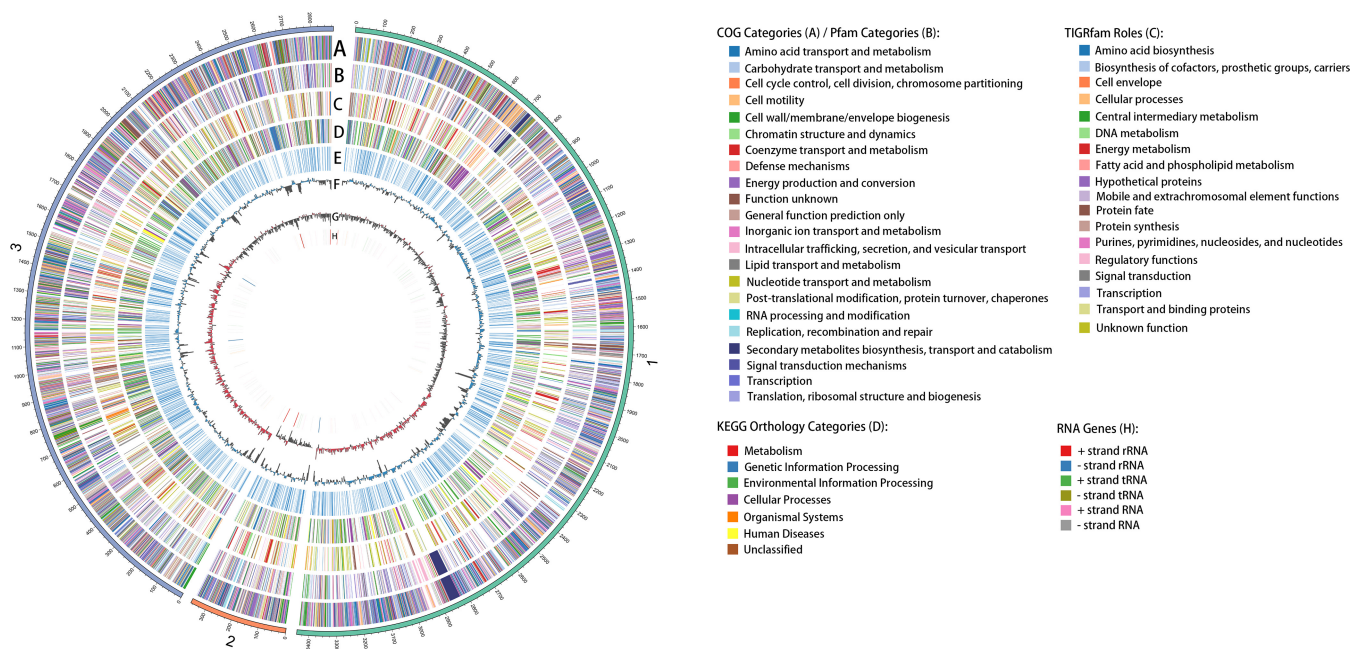 A
B
C
D
E
F
G
H
1
2
3
COG Categories (A) / Pfam Categories (B):
Amino acid transport and metabolism
Carbohydrate transport and metabolism
Cell cycle control, cell division, chromosome partitioning
Cell motility
Cell wall/membrane/envelope biogenesis
Chromatin structure and dynamics
Coenzyme transport and metabolism
Defense mechanisms
Energy production and conversion
Function unknown
General function prediction only
Inorganic ion transport and metabolism
Intracellular trafficking, secretion, and vesicular transport
Lipid transport and metabolism
Nucleotide transport and metabolism
Post-translational modification, protein turnover, chaperones
RNA processing and modification
Replication, recombination and repair
Secondary metabolites biosynthesis, transport and catabolism
Signal transduction mechanisms
Transcription
Translation, ribosomal structure and biogenesis
TIGRfam Roles (C):
Amino acid biosynthesis
Biosynthesis of cofactors, prosthetic groups, carriers
Cell envelope
Cellular processes
Central intermediary metabolism
DNA metabolism
Energy metabolism
Fatty acid and phospholipid metabolism
Hypothetical proteins
Mobile and extrachromosomal element functions
Protein fate
Protein synthesis
Purines, pyrimidines, nucleosides, and nucleotides
Regulatory functions
Signal transduction
Transcription
Transport and binding proteins
Unknown function
KEGG Orthology Categories (D):
Metabolism
Genetic Information Processing
Environmental Information Processing
Cellular Processes
Organismal Systems
Human Diseases
Unclassified
RNA Genes (H):
+ strand rRNA
- strand rRNA
+ strand tRNA
- strand tRNA
+ strand RNA
- strand RNA